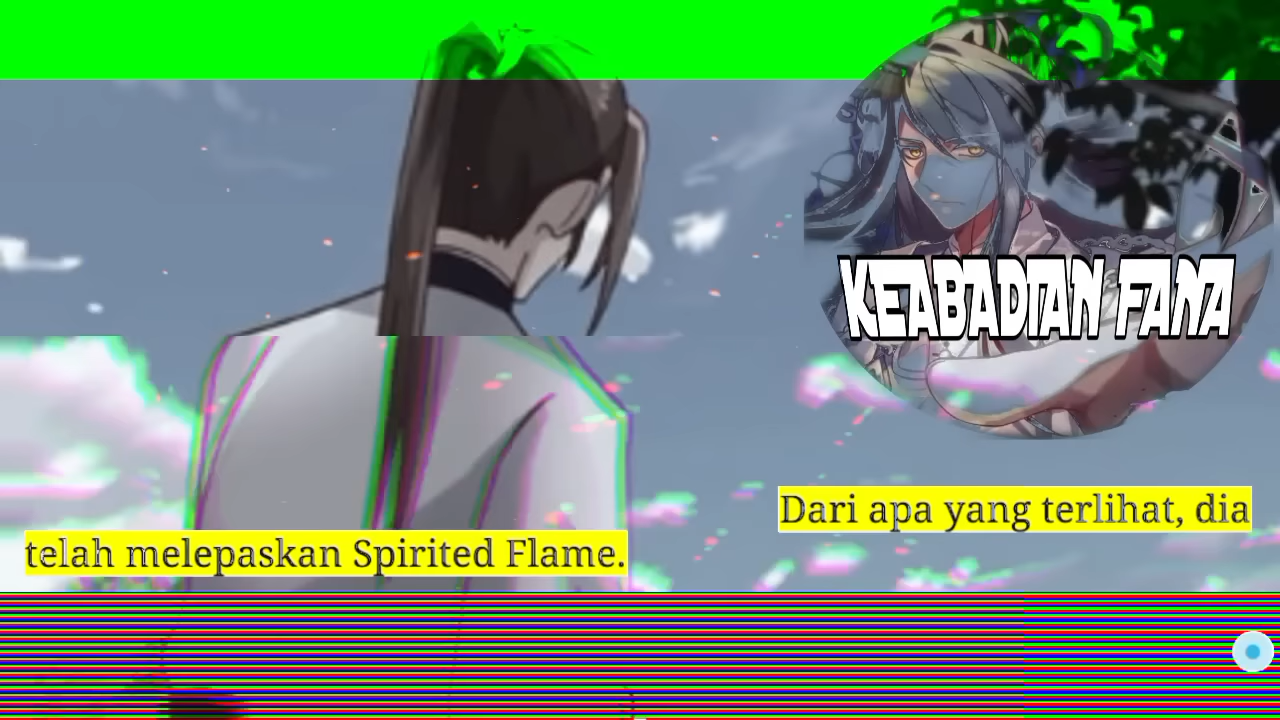 KEABADIAN FANA
Dari apa yang terlihat, dia
telah melepaskan Spirited Flame.